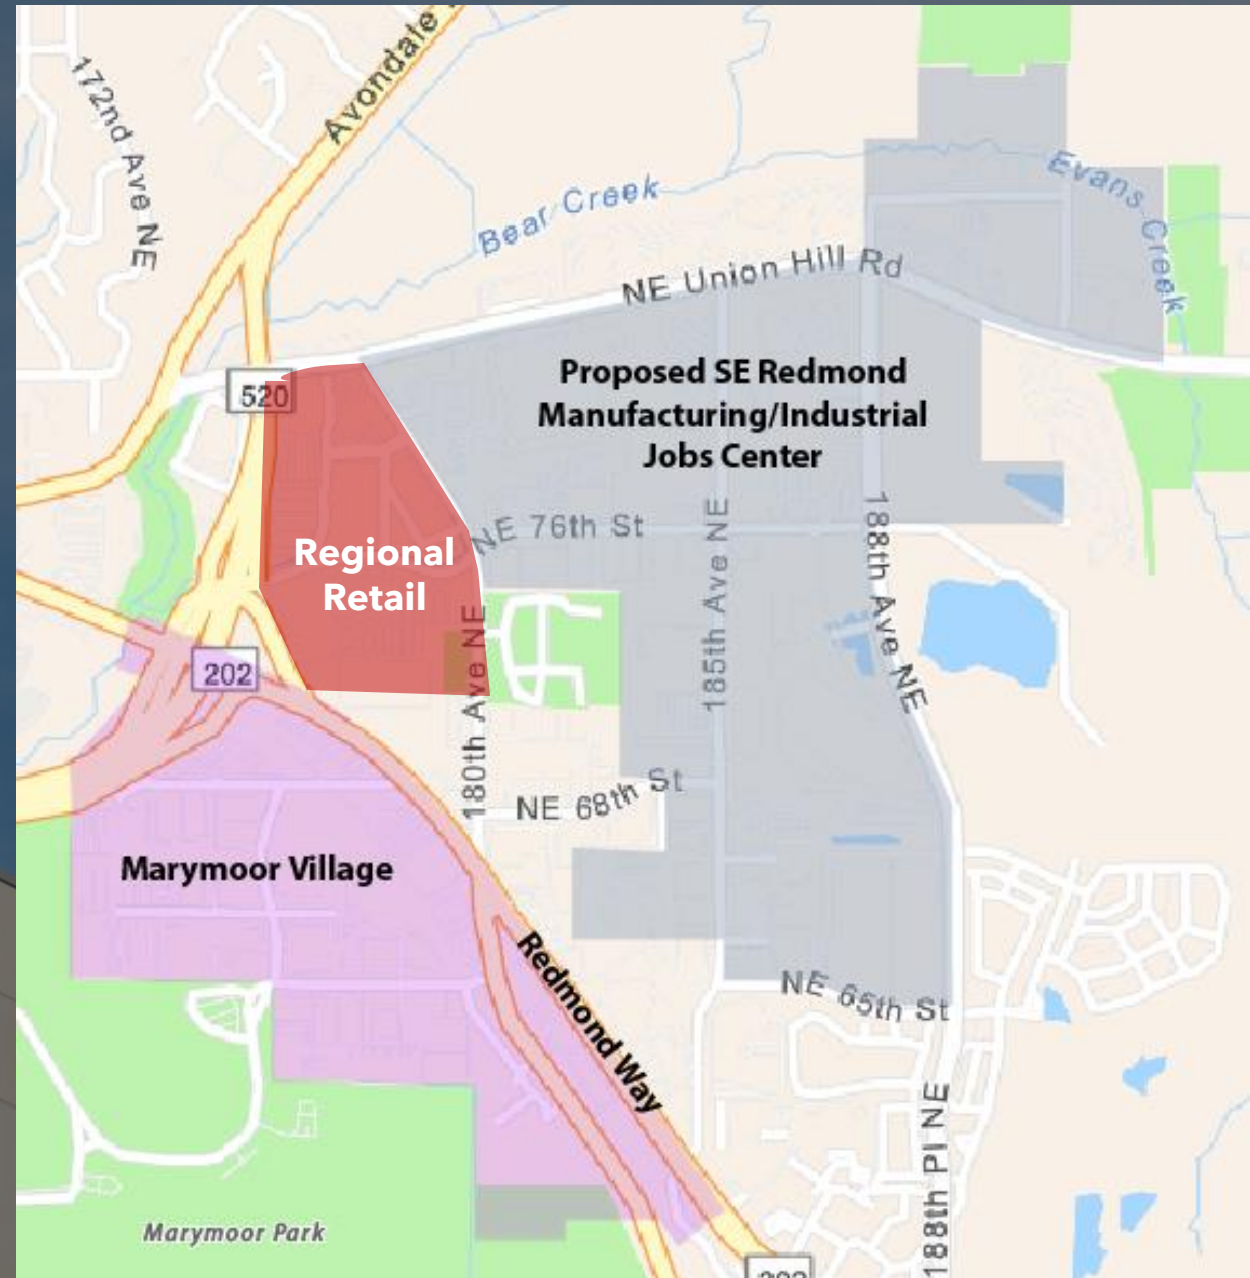 Avondale
172nd Ave NE
Bear Creek
Evans Creek
NE Union Hill Rd
520
Proposed SE Redmond
Manufacturing/Industrial
Jobs Center
NE 76th St
Regional
Retail
185th Ave NE
188th Ave NE
202
180th Ave NE
NE 68th St
Marymoor Village
Redmond Way
NE 65th St
188th Pl NE
Marymoor Park